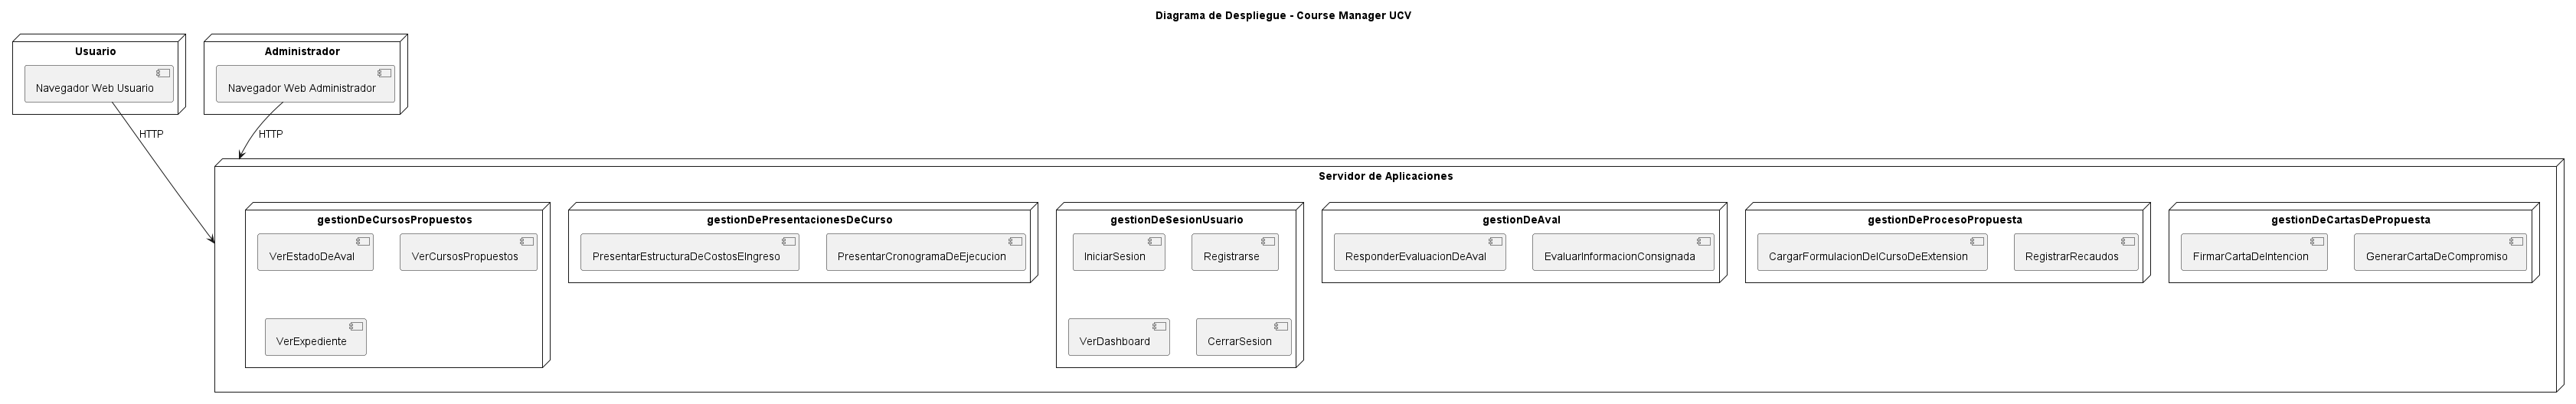 Diagrama de Despliegue - Course Manager UCV
Usuario
Navegador Web Usuario
Administrador
Navegador Web Administrador
HTTP
HTTP
Servidor de Aplicaciones
gestionDeCursosPropuestos
VerEstadoDeAval
VerCursosPropuestos
VerExpediente
gestionDePresentacionesDeCurso
PresentarEstructuraDeCostosEIngreso
PresentarCronogramaDeEjecucion
gestionDeSesionUsuario
IniciarSesion
Registrarse
VerDashboard
CerrarSesion
gestionDeAval
ResponderEvaluacionDeAval
EvaluarInformacionConsignada
gestionDeProcesoPropuesta
CargarFormulacionDelCursoDeExtension
RegistrarRecaudos
gestionDeCartasDePropuesta
FirmarCartaDeIntencion
GenerarCartaDeCompromiso